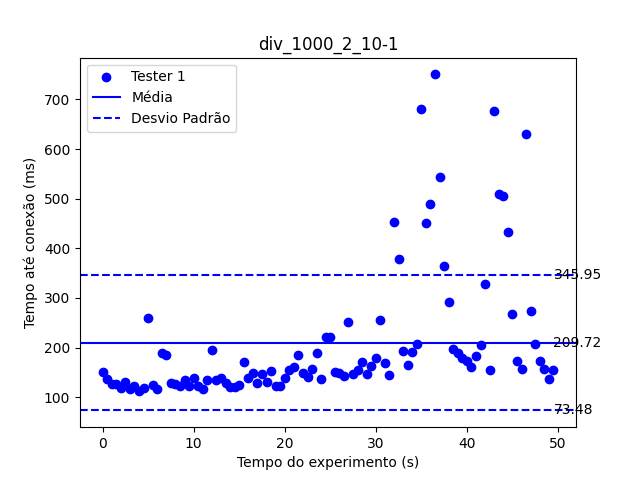 div_1000_2_10-1
Tester 1
Média
Desvio Padrão
Tempo até conexão (ms)
700
600
500
400
300
200
100
345.95
209.72
73.48
0 10 20 30 40 50
Tempo do experimento (s)